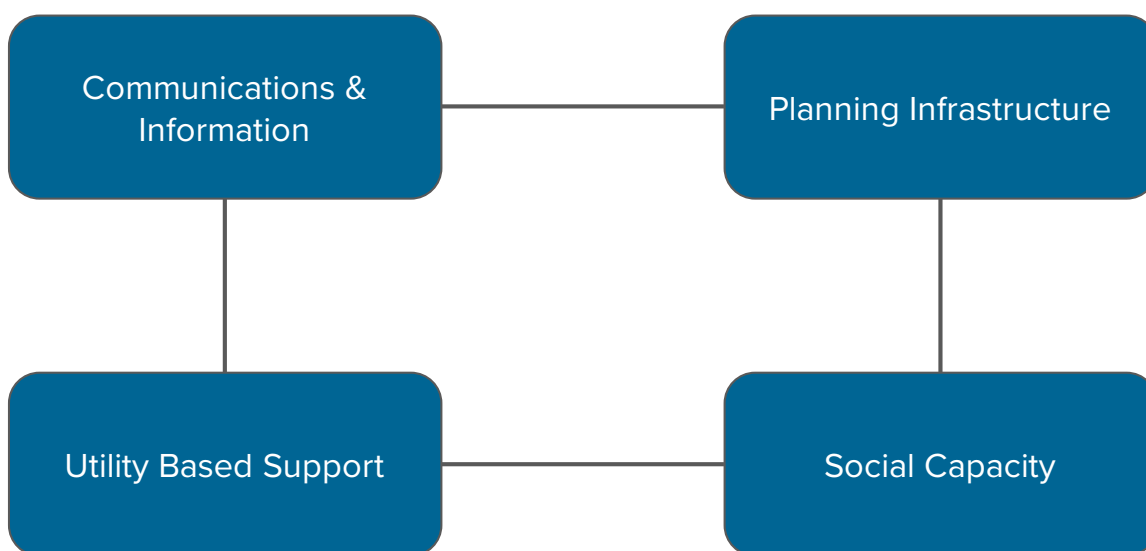 Communications &
Information
Planning Infrastructure
Utility Based Support
Social Capacity